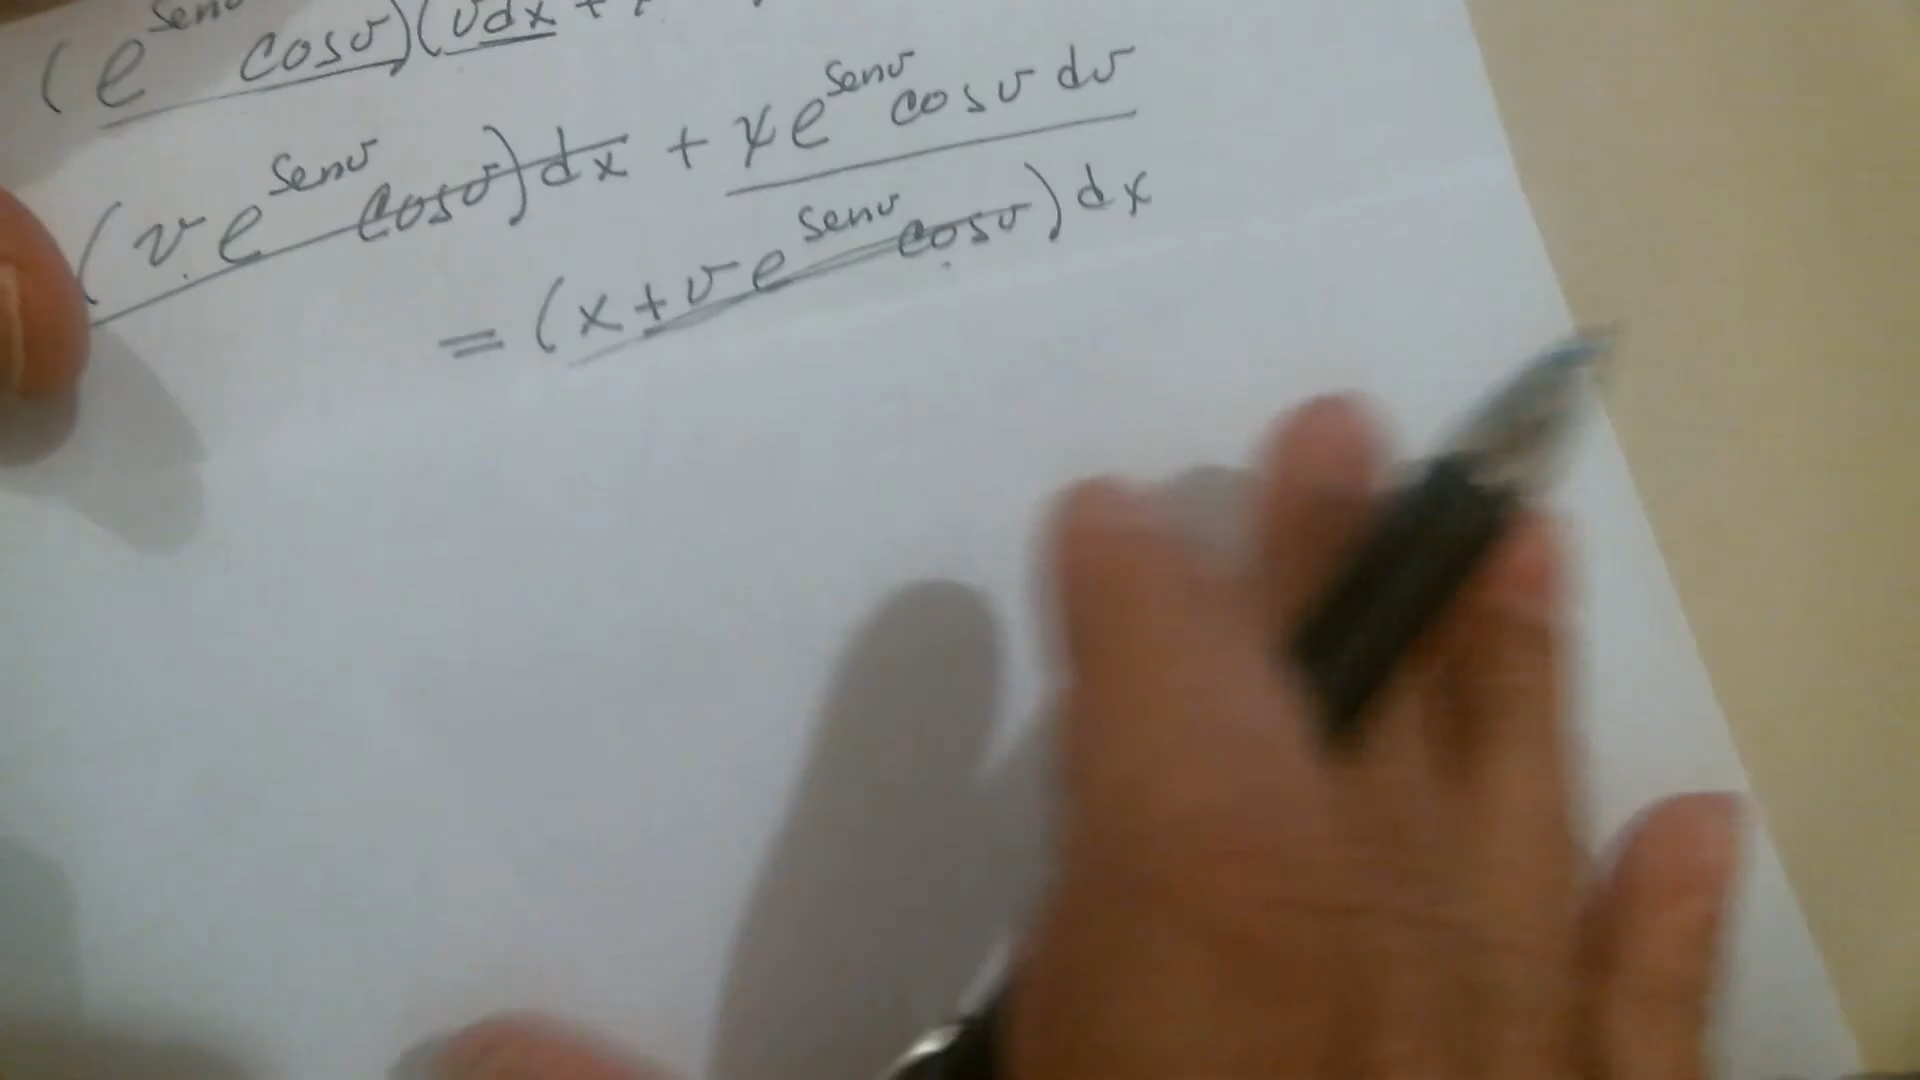 (e^senv cosv)(vdx +
(ve^senv cosv)dx + xe^senv cosv dv
= (x+ve^senv cosv)dx